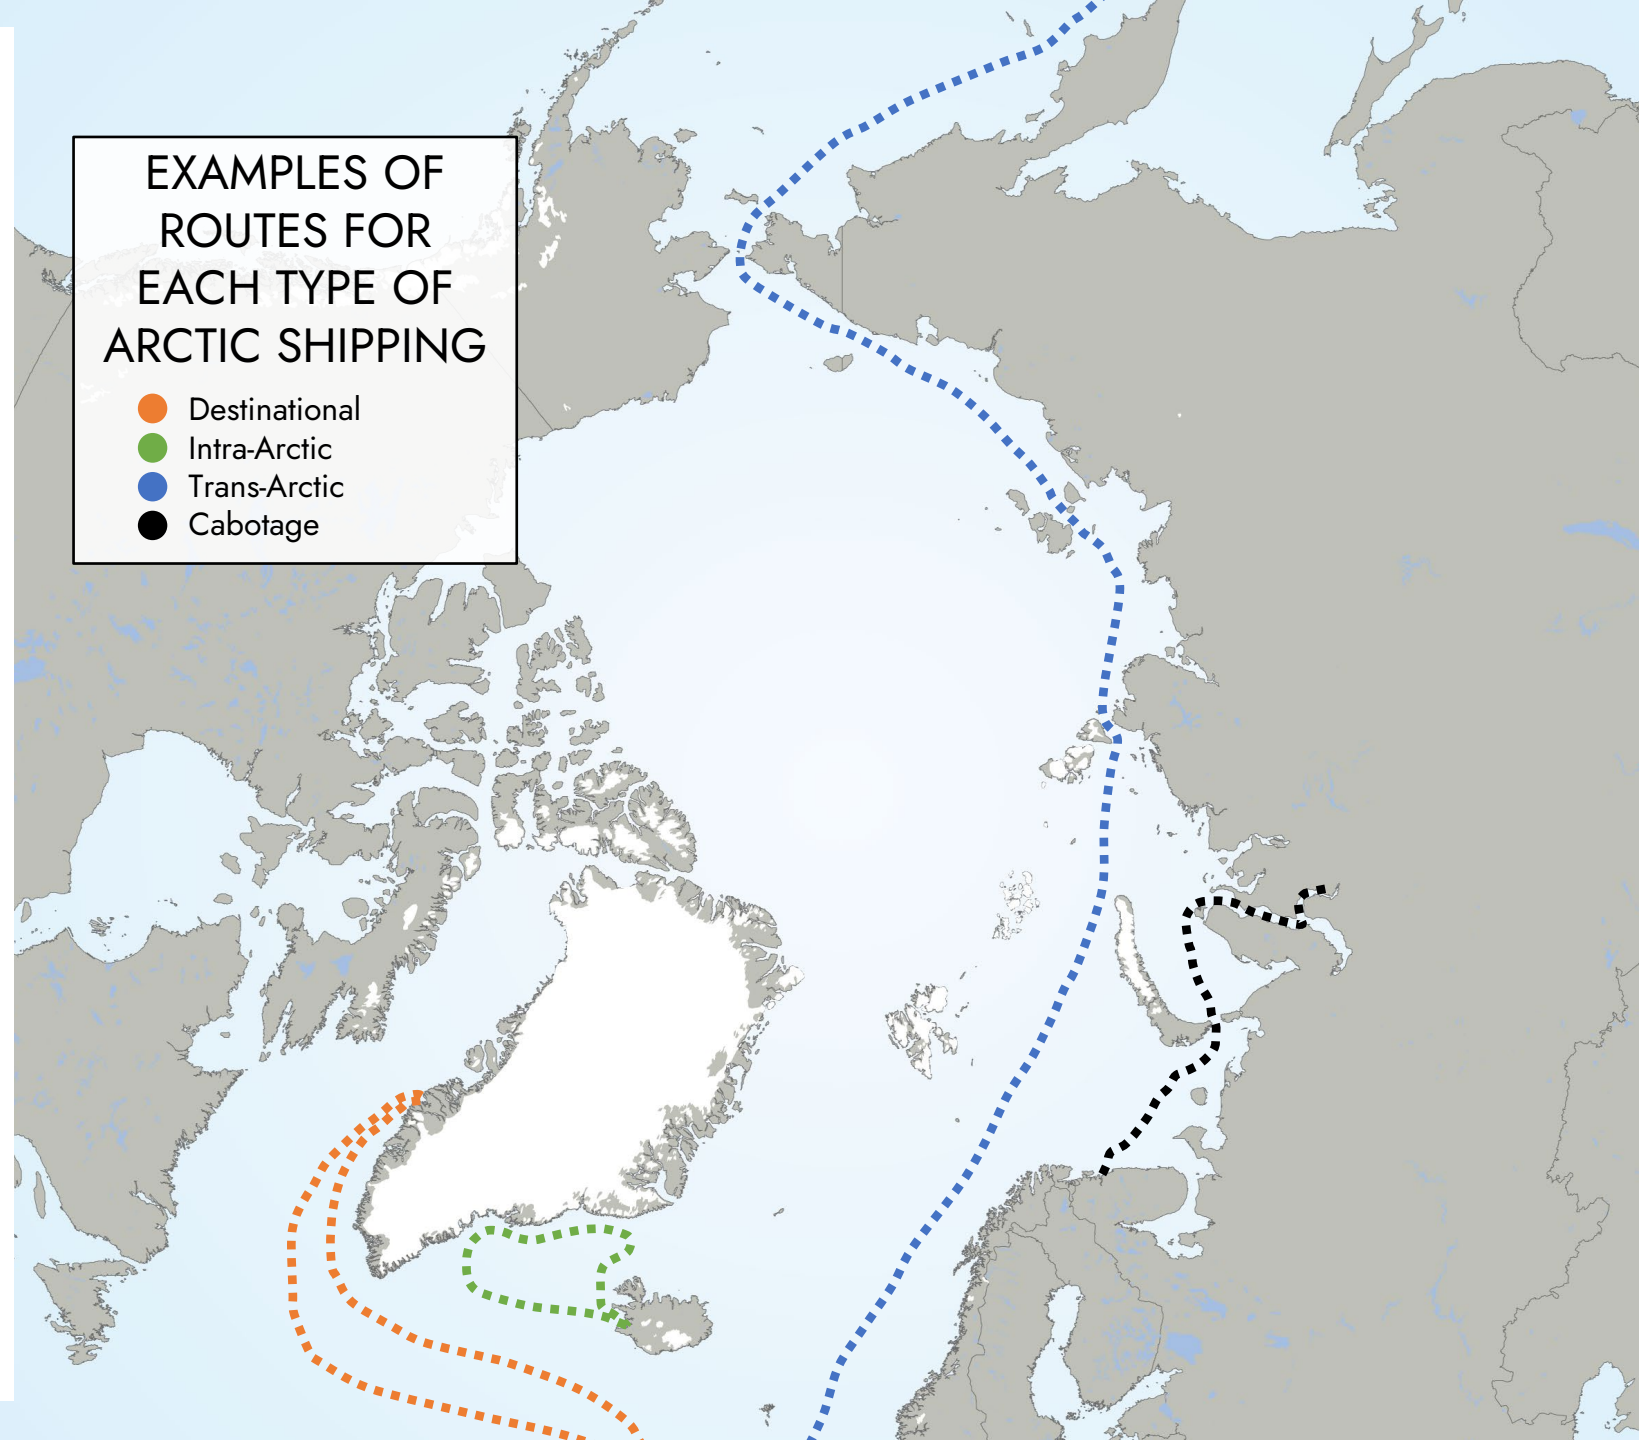 EXAMPLES OF
ROUTES FOR
EACH TYPE OF
ARCTIC SHIPPING
Destinational
Intra-Arctic
Trans-Arctic
Cabotage